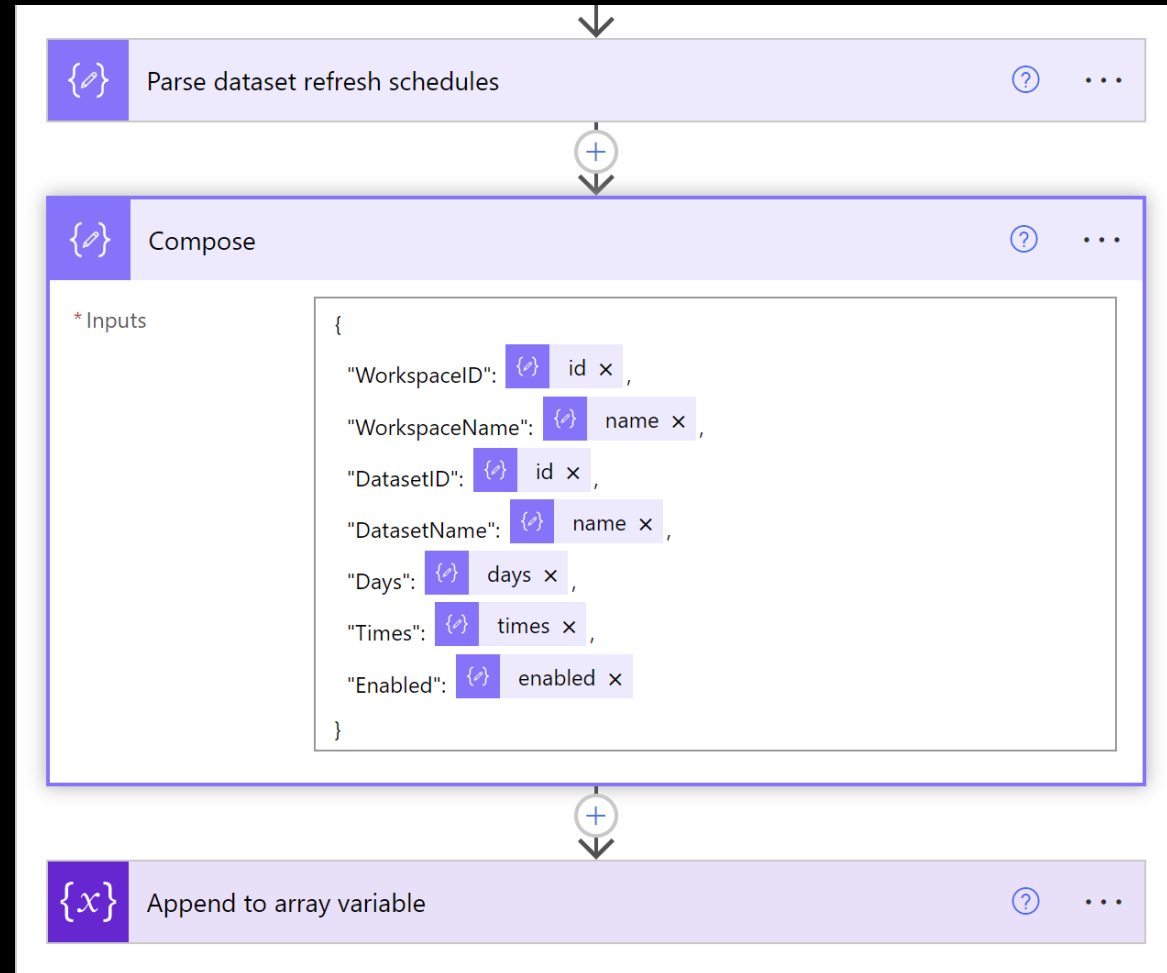 Parse dataset refresh schedules
Compose
* Inputs
{
"WorkspaceID": id × ,
"WorkspaceName": name × ,
"DatasetID": id × ,
"DatasetName": name × ,
"Days": days × ,
"Times": times × ,
"Enabled": enabled ×
}
{x} Append to array variable